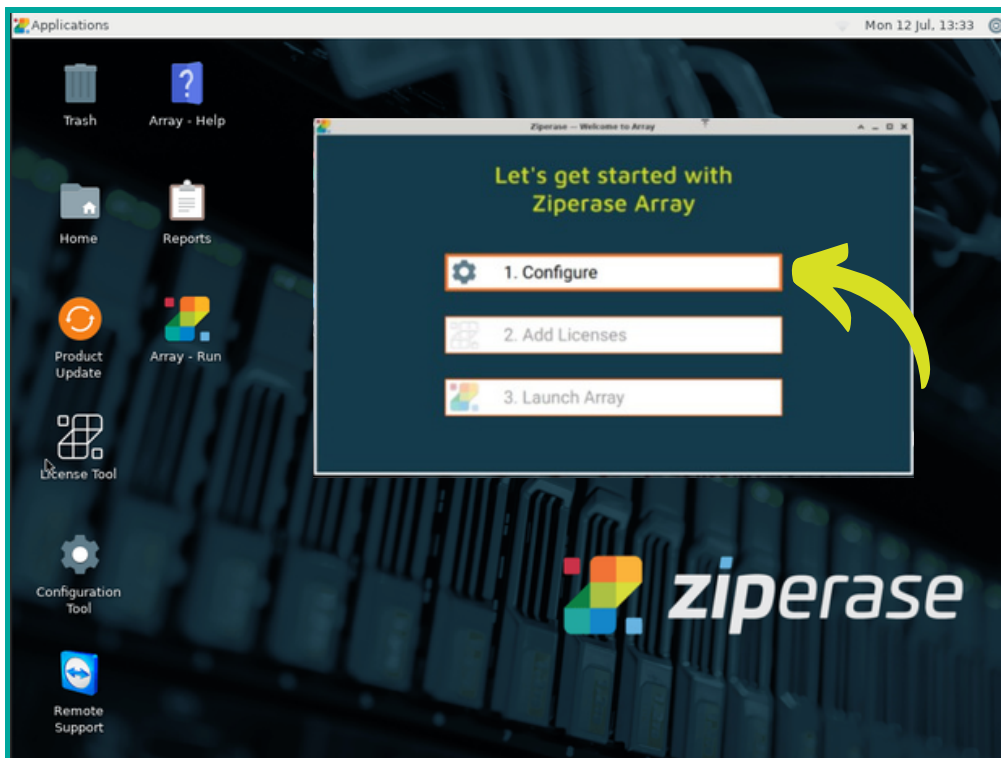 Applications
Mon 12 Jul, 13:33
Trash
Array - Help
Home
Reports
Product
Update
Array - Run
License Tool
Configuration
Tool
Remote
Support
Ziperase -- Welcome to Array
Let's get started with
Ziperase Array
1. Configure
2. Add Licenses
3. Launch Array
ziperase